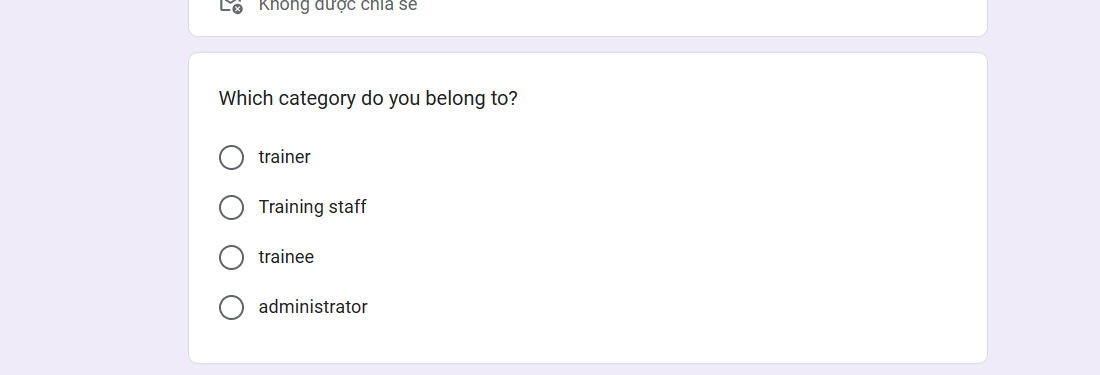 Không được chia sẻ
Which category do you belong to?
trainer
Training staff
trainee
administrator